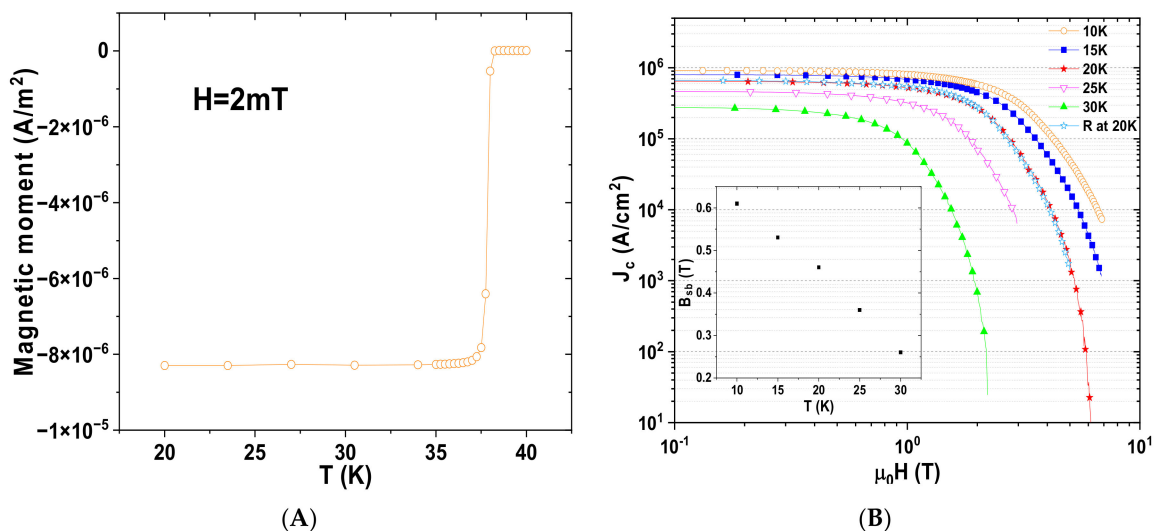 H=2mT
0
−2×10⁻⁶
−4×10⁻⁶
−6×10⁻⁶
−8×10⁻⁶
−1×10⁻⁵
Magnetic moment (A/m²)
20 25 30 35 40
T (K)
(A)
10K
15K
20K
25K
30K
R at 20K
10⁶
10⁵
10⁴
10³
10²
10¹
J_c (A/cm²)
0.6
0.5
0.4
0.3
0.2
B_sb (T)
10 15 20 25 30
T (K)
10⁻¹ 10⁰ 10¹
μ₀H (T)
(B)